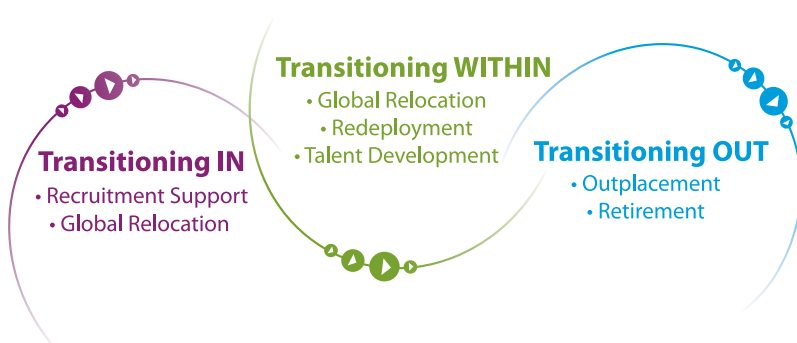 Transitioning IN
• Recruitment Support
• Global Relocation
Transitioning WITHIN
• Global Relocation
• Redeployment
• Talent Development
Transitioning OUT
• Outplacement
• Retirement